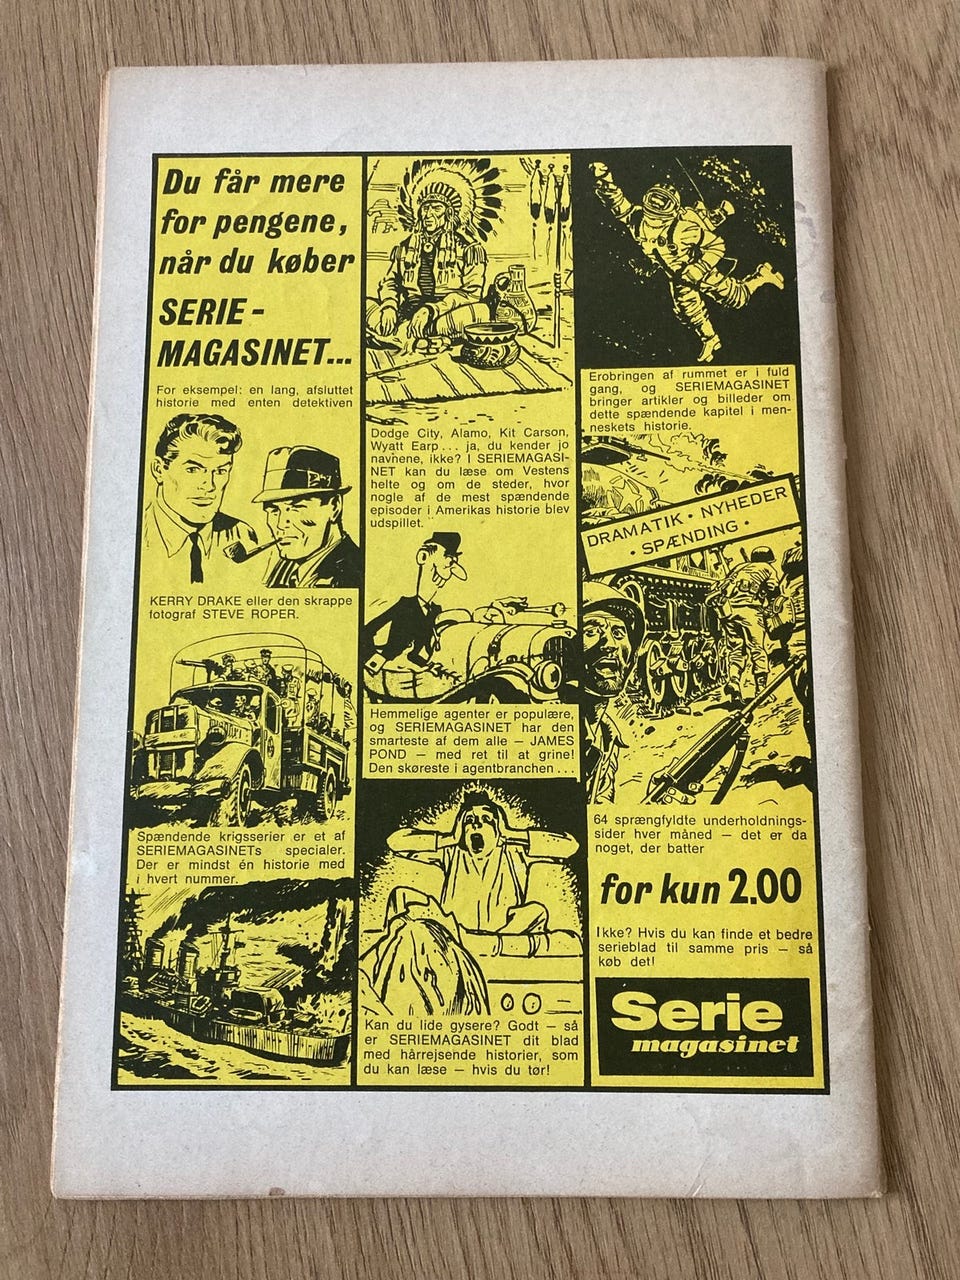 Du får mere
for pengene,
når du køber
SERIE-
MAGASINET...
For eksempel: en lang, afsluttet
historie med enten detektiven
KERRY DRAKE eller den skrappe
fotograf STEVE ROPER.
Spændende krigsserier er et af
SERIEMAGASINETs specialer.
Der er mindst én historie med
i hvert nummer.
Dodge City, Alamo, Kit Carson,
Wyatt Earp... ja, du kender jo
navnene, ikke? I SERIEMAGASI-
NET kan du læse om Vestens
helte og om de steder, hvor
nogle af de mest spændende
episoder i Amerikas historie blev
udspillet.
Hemmelige agenter er populære,
og SERIEMAGASINET har den
smarteste af dem alle – JAMES
POND – med ret til at grine!
Den skøreste i agentbranchen...
Kan du lide gysere? Godt – så
er SERIEMAGASINET dit blad
med hårrejsende historier, som
du kan læse – hvis du tør!
Erobringen af rummet er i fuld
gang, og SERIEMAGASINET
bringer artikler og billeder om
dette spændende kapitel i men-
neskets historie.
DRAMATIK · NYHEDER
· SPÆNDING ·
64 sprængfyldte underholdnings-
sider hver måned – det er da
noget, der batter
for kun 2.00
Ikke? Hvis du kan finde et bedre
serieblad til samme pris – så
køb det!
Serie
magasinet